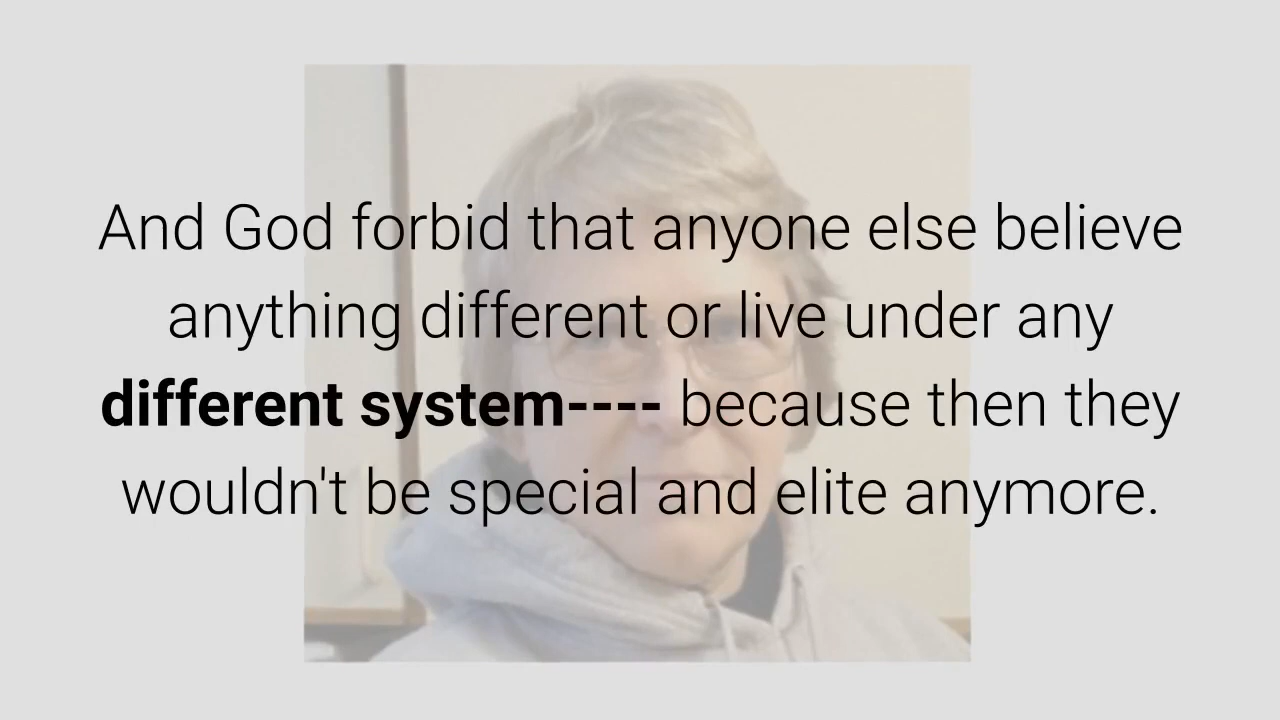 And God forbid that anyone else believe
anything different or live under any
different system---- because then they
wouldn't be special and elite anymore.